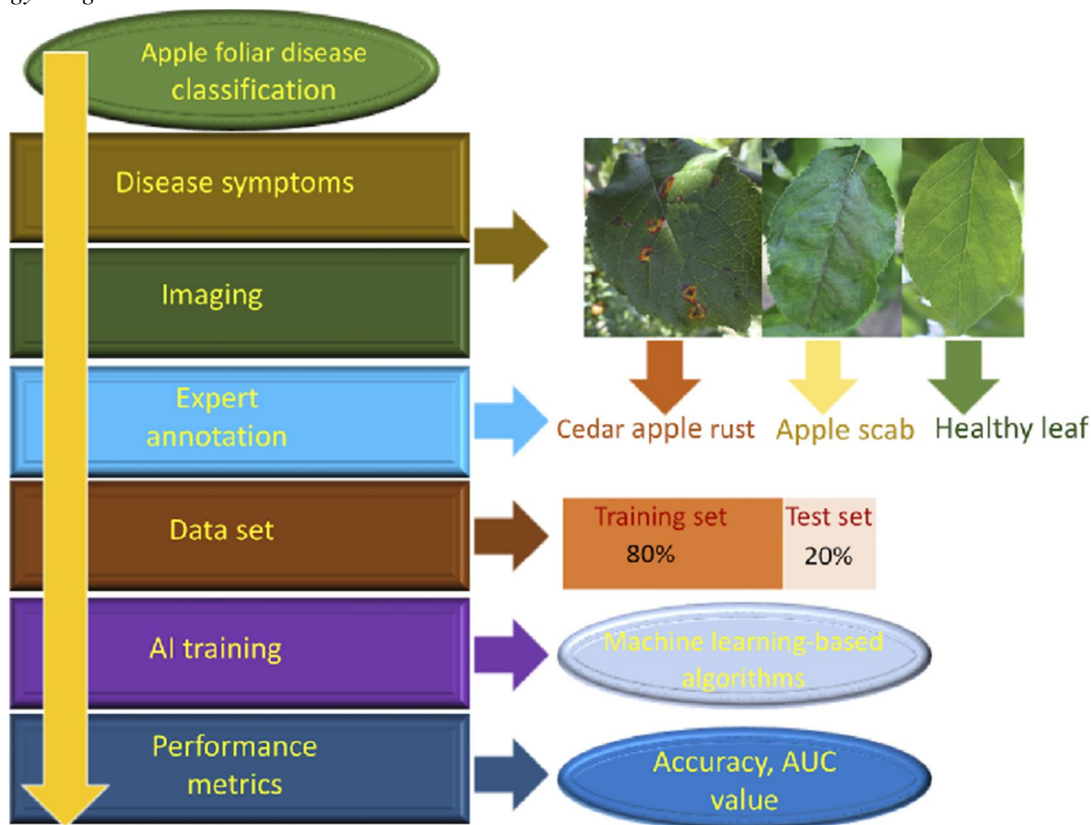 Apple foliar disease
classification
Disease symptoms
Imaging
Expert
annotation
Cedar apple rust
Apple scab
Healthy leaf
Data set
Training set
80%
Test set
20%
AI training
Machine learning-based
algorithms
Performance
metrics
Accuracy, AUC
value